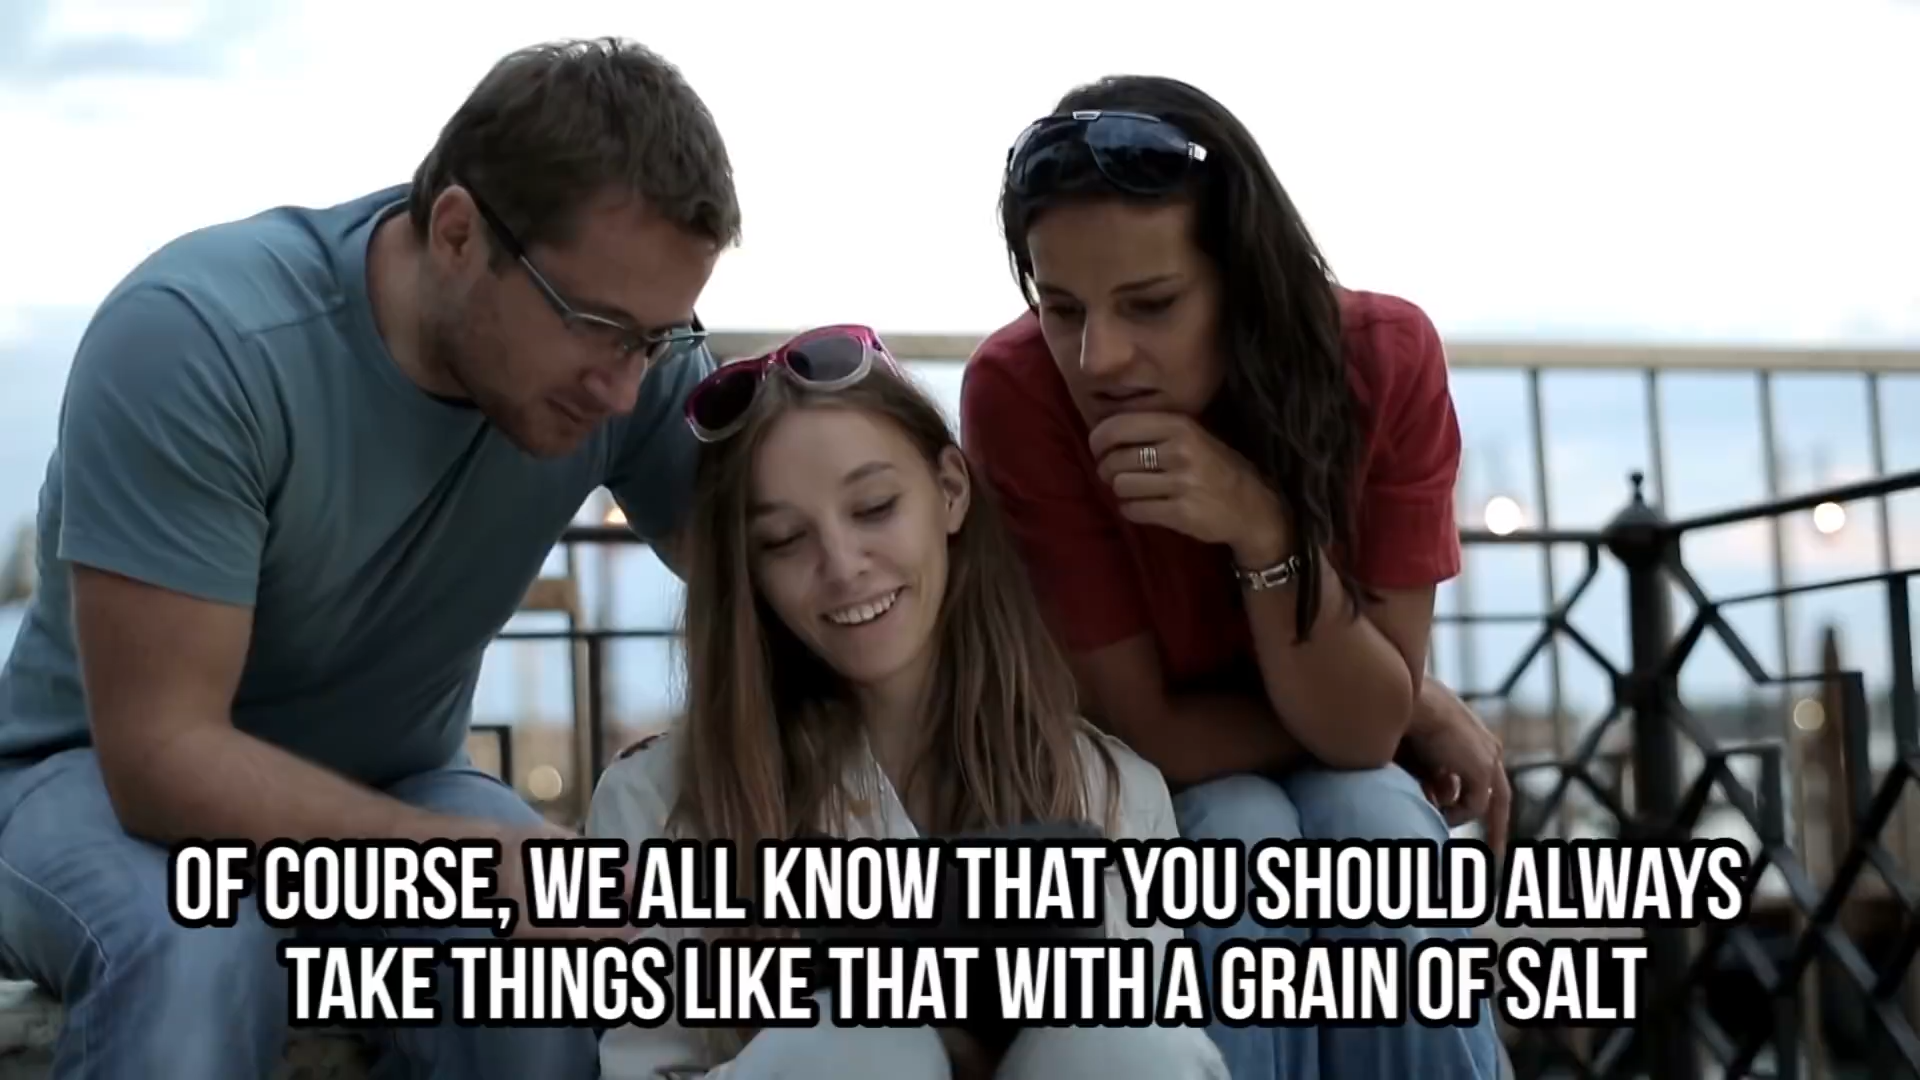 OF COURSE, WE ALL KNOW THAT YOU SHOULD ALWAYS
TAKE THINGS LIKE THAT WITH A GRAIN OF SALT